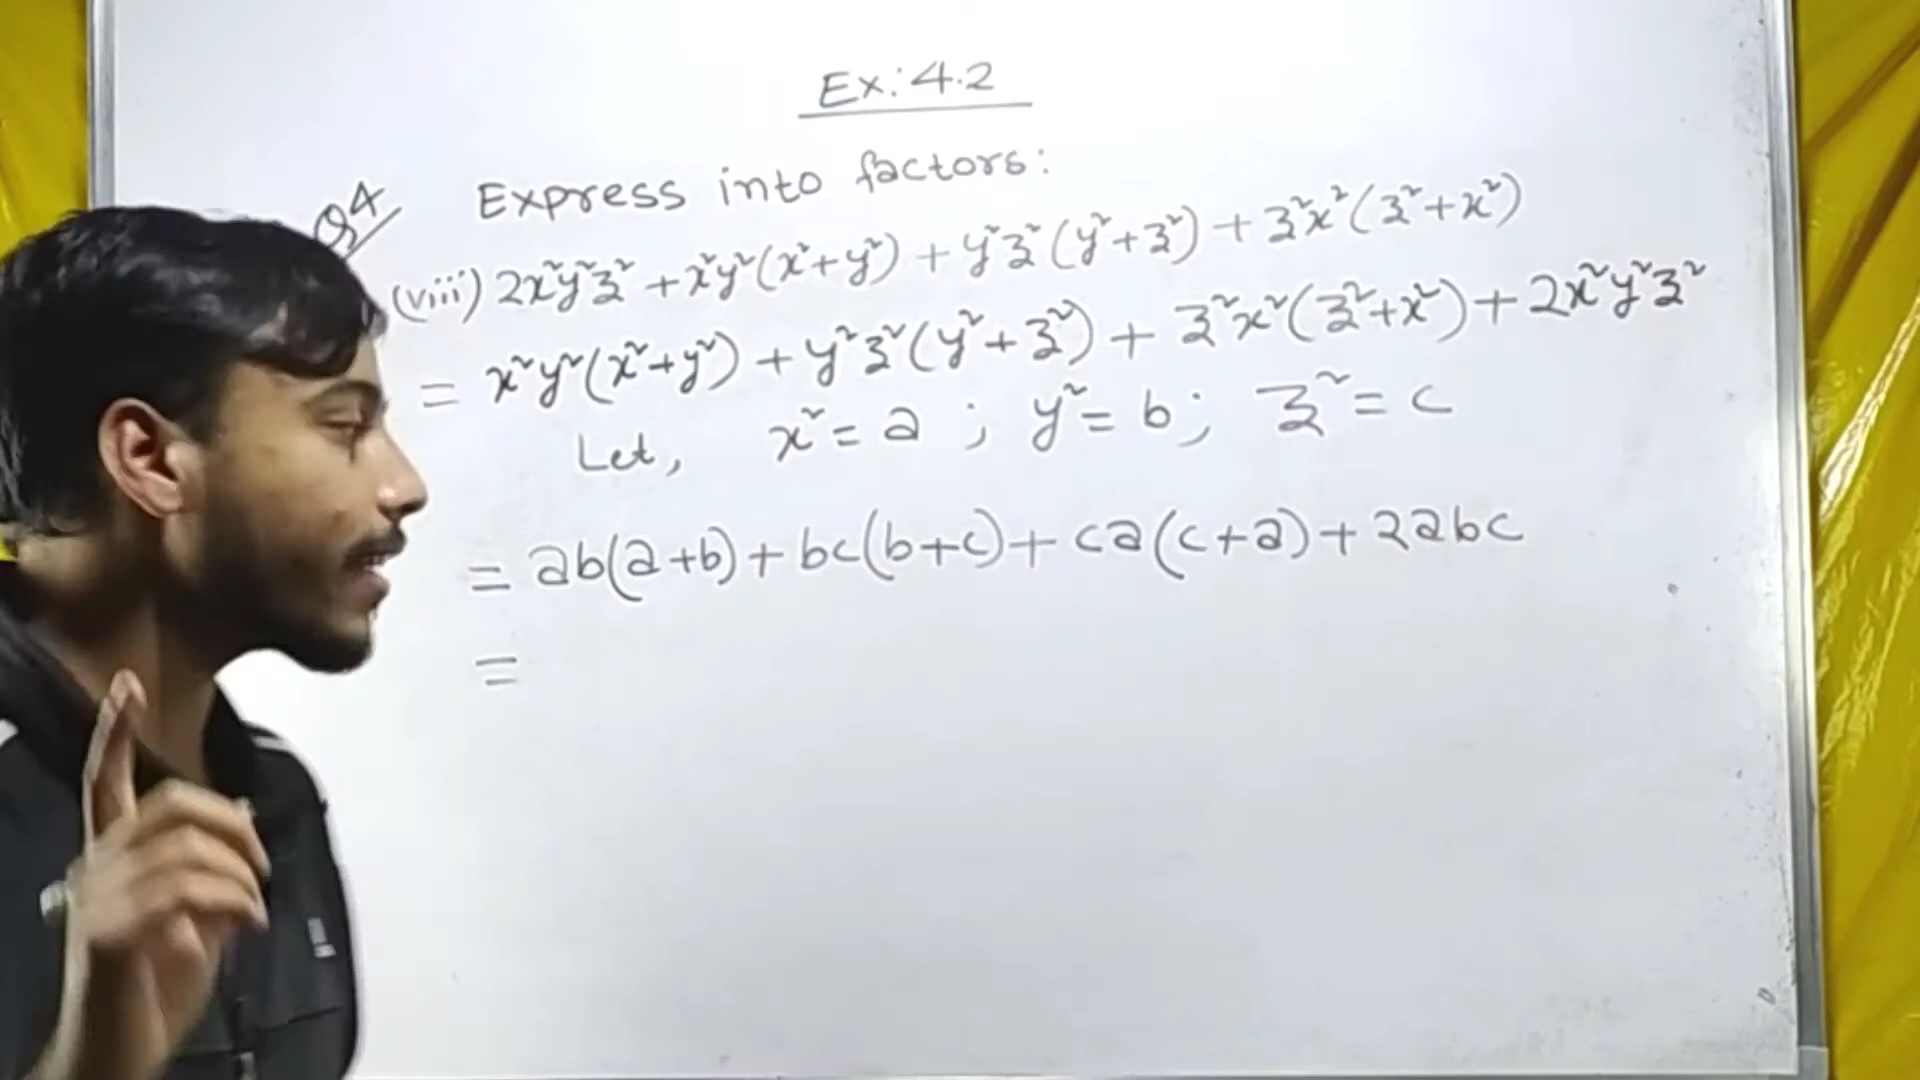 Ex: 4.2
Q4 Express into factors:
(viii) 2x²y²z² + x²y²(x²+y²) + y²z²(y²+z²) + z²x²(z²+x²)
= x²y²(x²+y²) + y²z²(y²+z²) + z²x²(z²+x²) + 2x²y²z²
Let, x² = a ; y² = b ; z² = c
= ab(a+b) + bc(b+c) + ca(c+a) + 2abc
=